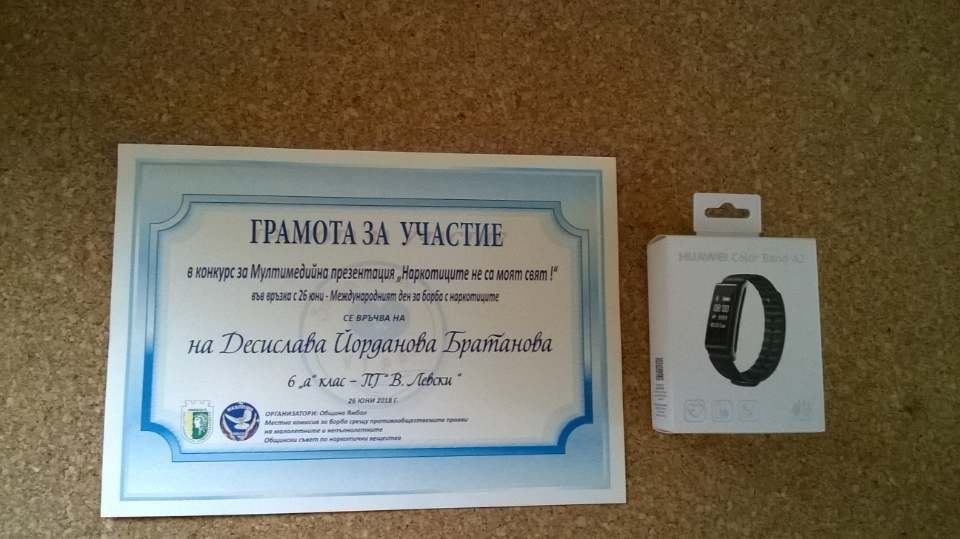 ГРАМОТА ЗА УЧАСТИЕ
в конкурс за Мултимедийна презентация „Наркотиците не са моят свят !“
във връзка с 26 юни - Международният ден за борба с наркотиците
СЕ ВРЪЧВА НА
на Десислава Йорданова Братанова
6 „а“ клас – ПГ “ В. Левски “
26 ЮНИ 2018 Г.
ОРГАНИЗАТОРИ: Община Ямбол
Местна комисия за борба срещу противообществените прояви
на малолетните и непълнолетните
Общински съвет по наркотични вещества
HUAWEI Color Band A2